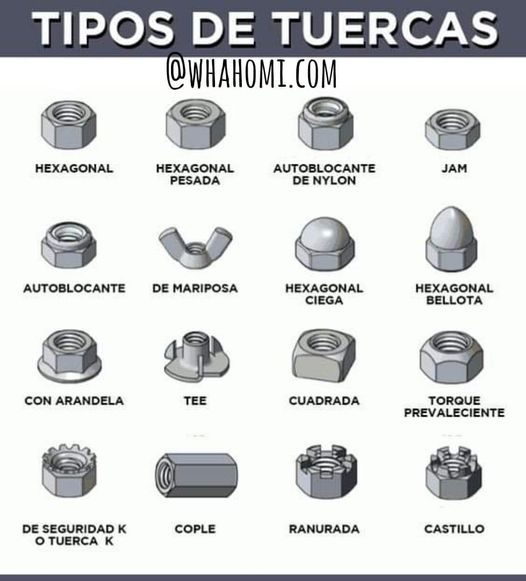 TIPOS DE TUERCAS
@WHAHOMI.COM
HEXAGONAL
HEXAGONAL
PESADA
AUTOBLOCANTE
DE NYLON
JAM
AUTOBLOCANTE
DE MARIPOSA
HEXAGONAL
CIEGA
HEXAGONAL
BELLOTA
CON ARANDELA
TEE
CUADRADA
TORQUE
PREVALECIENTE
DE SEGURIDAD K
O TUERCA K
COPLE
RANURADA
CASTILLO